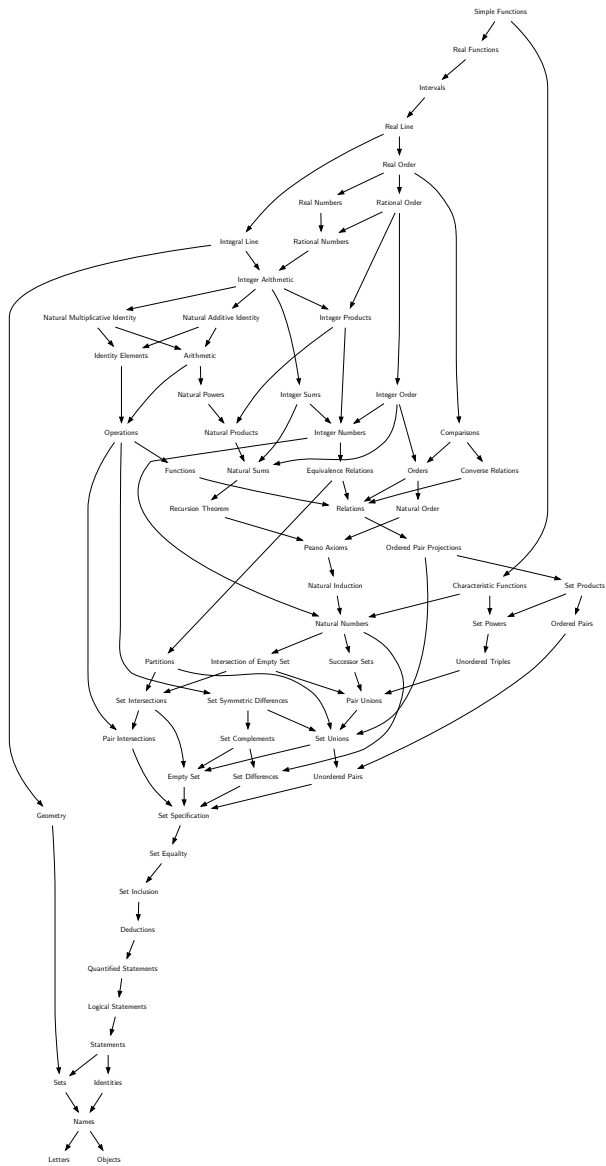 Simple Functions
Real Functions
Intervals
Real Line
Real Order
Real Numbers
Rational Order
Integral Line
Rational Numbers
Integer Arithmetic
Natural Multiplicative Identity
Natural Additive Identity
Integer Products
Identity Elements
Arithmetic
Natural Powers
Integer Sums
Integer Order
Operations
Natural Products
Integer Numbers
Comparisons
Functions
Natural Sums
Equivalence Relations
Orders
Converse Relations
Recursion Theorem
Relations
Natural Order
Peano Axioms
Ordered Pair Projections
Natural Induction
Characteristic Functions
Set Products
Natural Numbers
Set Powers
Ordered Pairs
Partitions
Intersection of Empty Set
Successor Sets
Unordered Triples
Set Intersections
Set Symmetric Differences
Pair Unions
Pair Intersections
Set Complements
Set Unions
Empty Set
Set Differences
Unordered Pairs
Geometry
Set Specification
Set Equality
Set Inclusion
Deductions
Quantified Statements
Logical Statements
Statements
Sets
Identities
Names
Letters
Objects